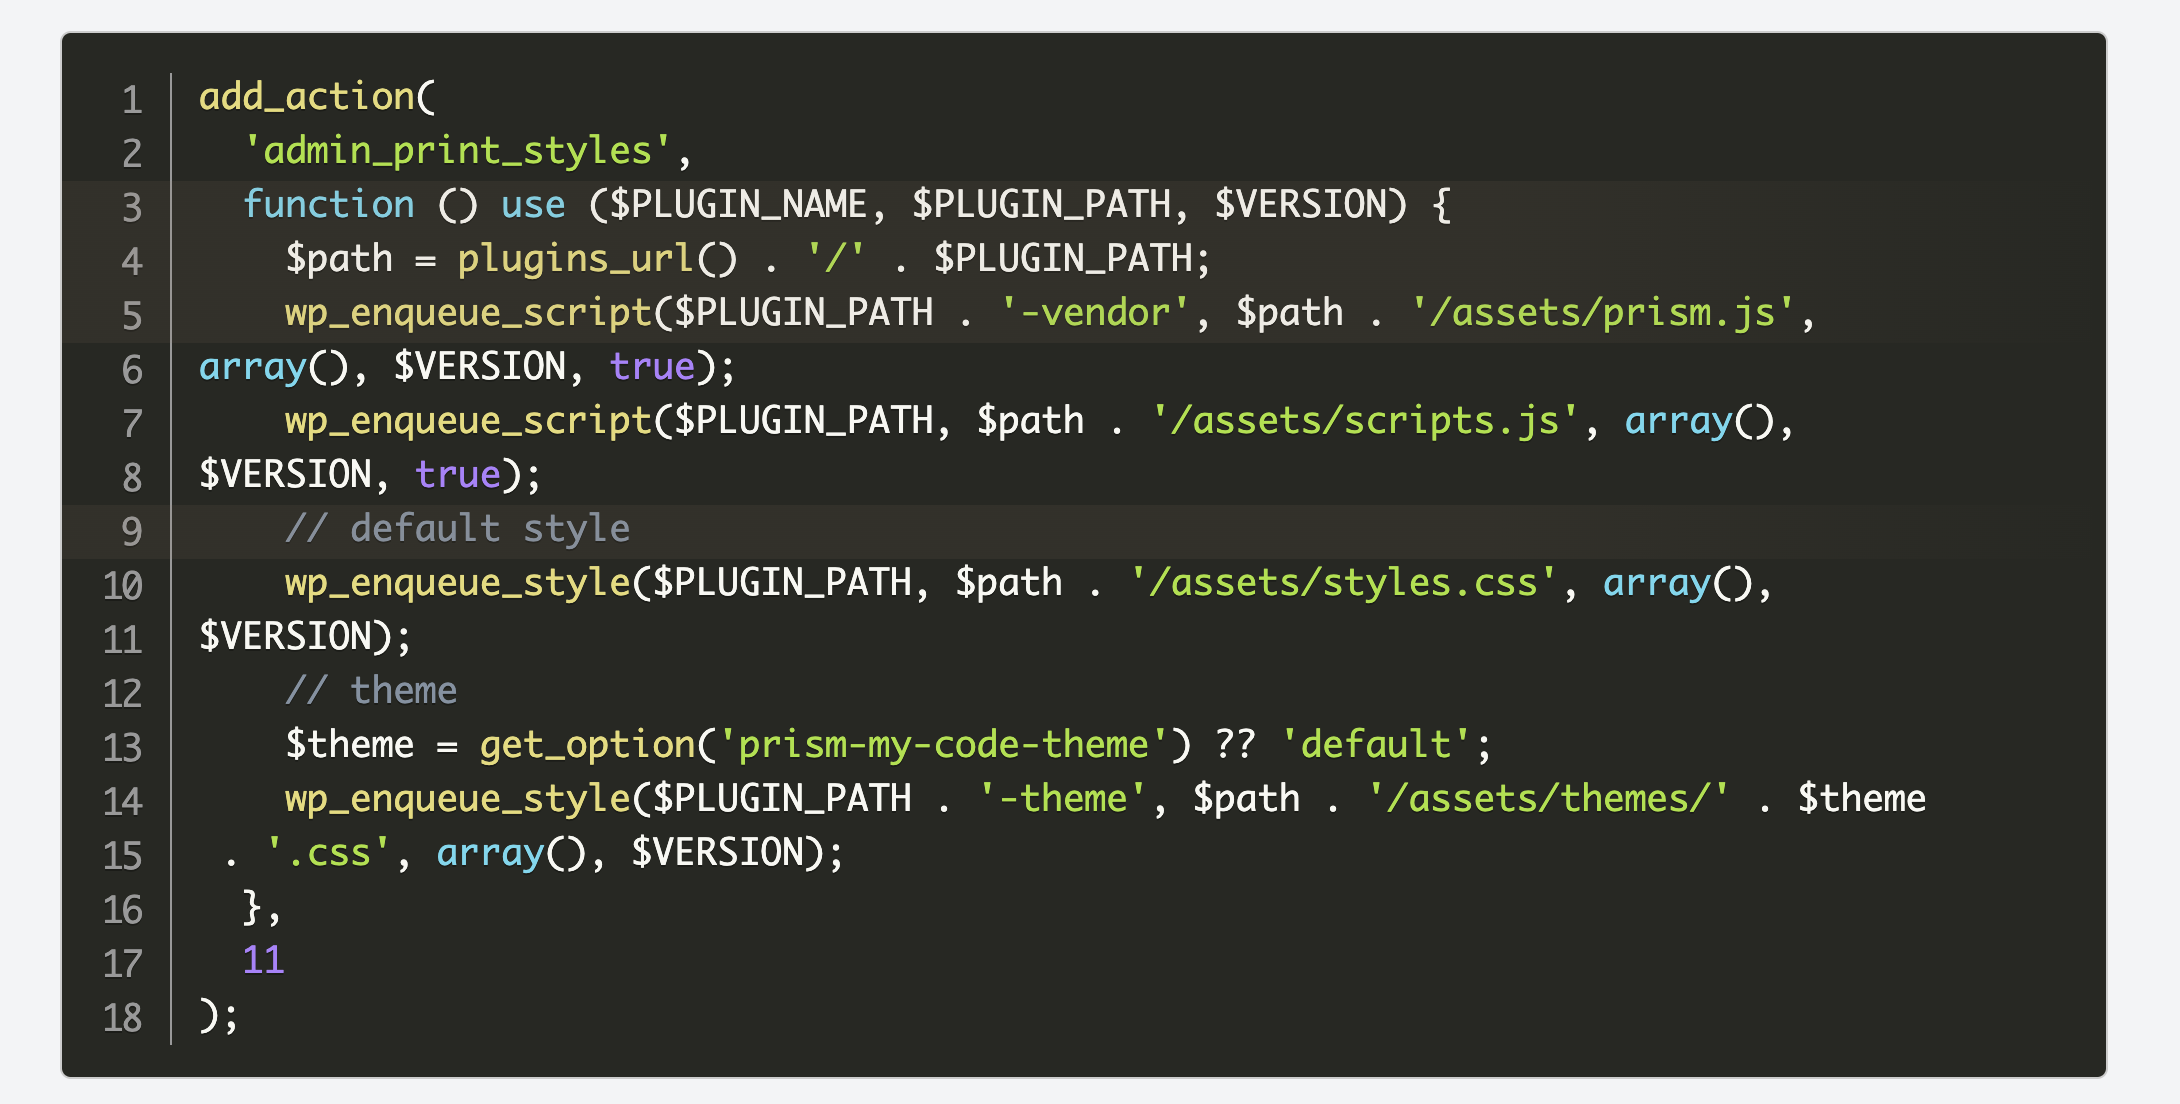 1 add_action(
2   'admin_print_styles',
3   function () use ($PLUGIN_NAME, $PLUGIN_PATH, $VERSION) {
4     $path = plugins_url() . '/' . $PLUGIN_PATH;
5     wp_enqueue_script($PLUGIN_PATH . '-vendor', $path . '/assets/prism.js',
6 array(), $VERSION, true);
7     wp_enqueue_script($PLUGIN_PATH, $path . '/assets/scripts.js', array(),
8 $VERSION, true);
9     // default style
10     wp_enqueue_style($PLUGIN_PATH, $path . '/assets/styles.css', array(),
11 $VERSION);
12     // theme
13     $theme = get_option('prism-my-code-theme') ?? 'default';
14     wp_enqueue_style($PLUGIN_PATH . '-theme', $path . '/assets/themes/' . $theme
15  . '.css', array(), $VERSION);
16   },
17   11
18 );